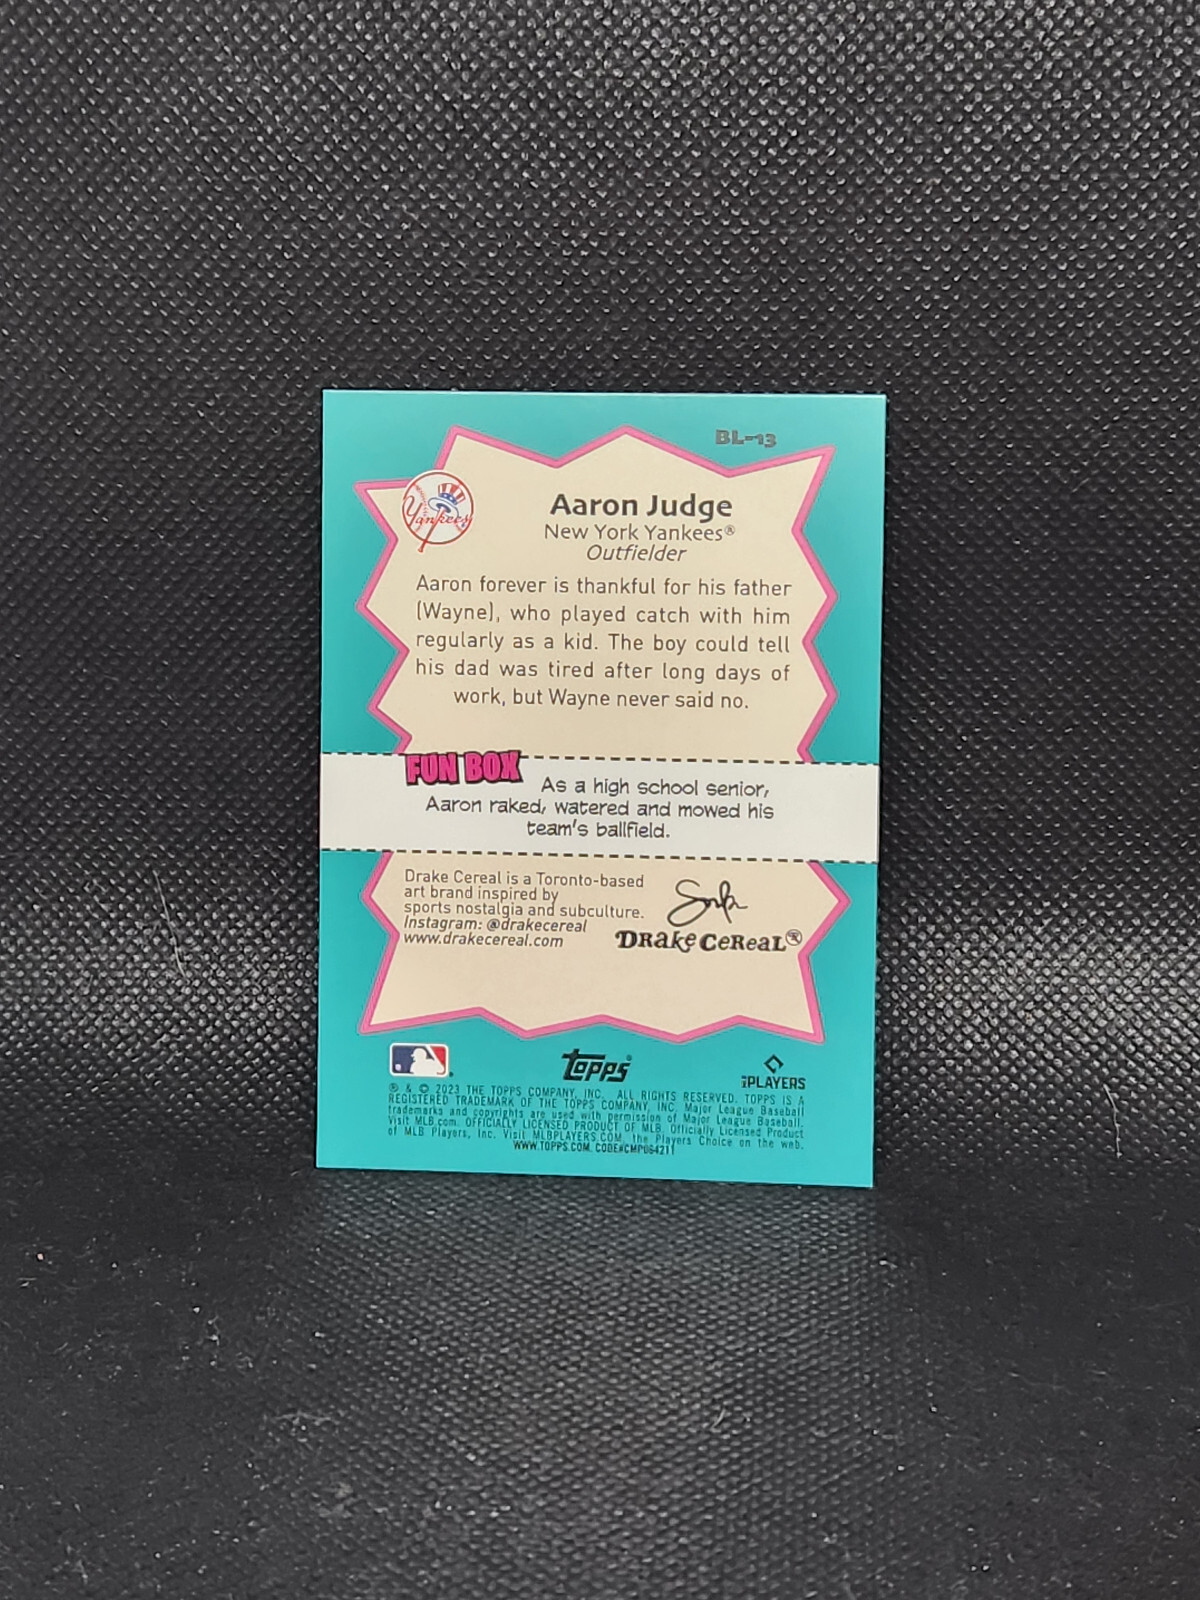 BL-13
Yankees
Aaron Judge
New York Yankees®
Outfielder
Aaron forever is thankful for his father
(Wayne), who played catch with him
regularly as a kid. The boy could tell
his dad was tired after long days of
work, but Wayne never said no.
FUN BOX As a high school senior,
Aaron raked, watered and mowed his
team's ballfield.
Drake Cereal is a Toronto-based
art brand inspired by
sports nostalgia and subculture.
Instagram: @drakecereal
www.drakecereal.com
Drake Cereal®
topps®
PLAYERS
® & © 2023 THE TOPPS COMPANY, INC. ALL RIGHTS RESERVED. TOPPS IS A
REGISTERED TRADEMARK OF THE TOPPS COMPANY, INC. Major League Baseball
trademarks and copyrights are used with permission of Major League Baseball.
Visit MLB.com. OFFICIALLY LICENSED PRODUCT OF MLB. Officially Licensed Product
of MLB Players, Inc. Visit MLBPLAYERS.COM, the Players Choice on the web.
WWW.TOPPS.COM. CODE#CMP064211